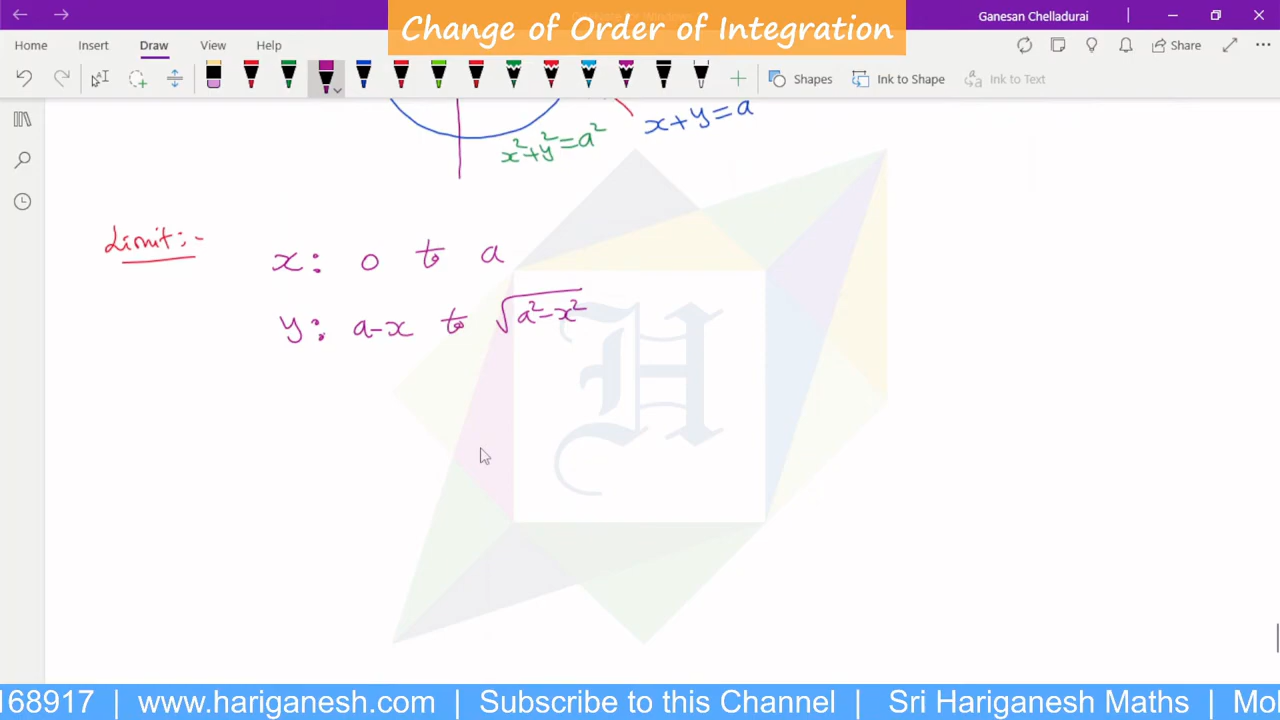 Change of Order of Integration
Ganesan Chelladurai
Home Insert Draw View Help
Share
Shapes Ink to Shape Ink to Text
x+y=a
x²+y²=a²
Limit:-
x: 0 to a
y: a-x to √(a²-x²)
H
168917 | www.hariganesh.com | Subscribe to this Channel | Sri Hariganesh Maths | Mo